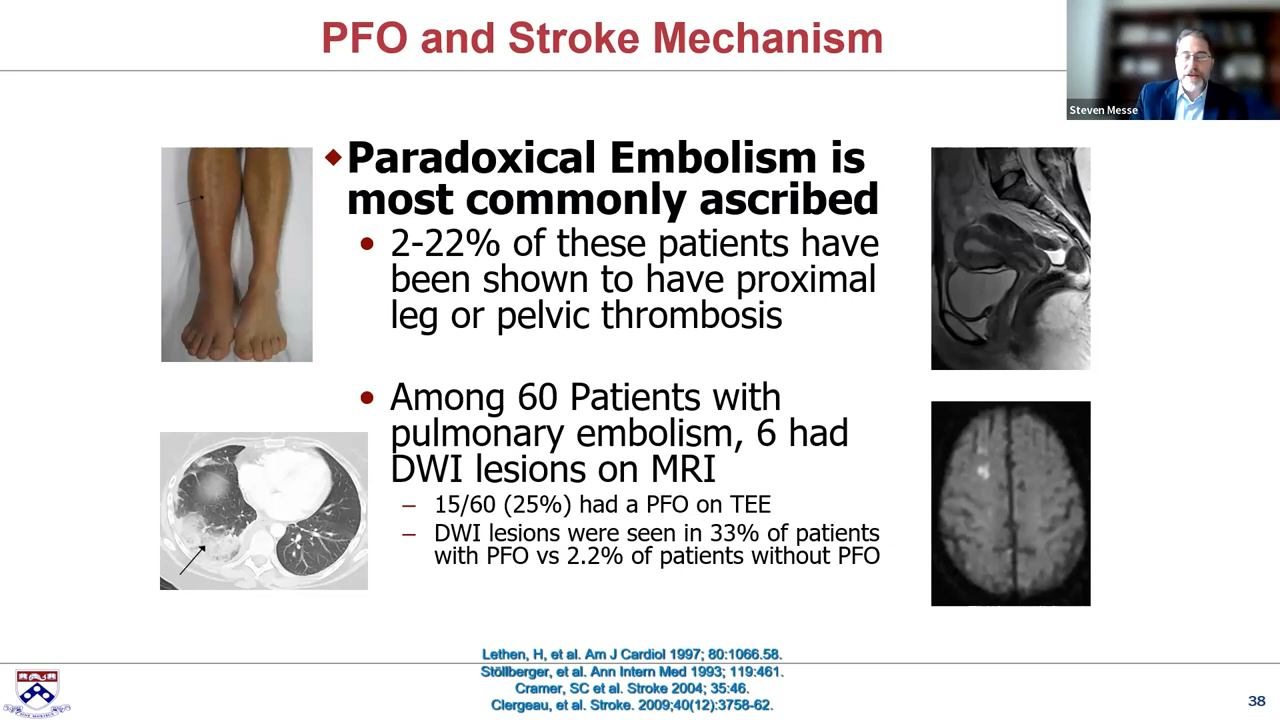 PFO and Stroke Mechanism
Steven Messe
Paradoxical Embolism is
most commonly ascribed
• 2-22% of these patients have
been shown to have proximal
leg or pelvic thrombosis
• Among 60 Patients with
pulmonary embolism, 6 had
DWI lesions on MRI
– 15/60 (25%) had a PFO on TEE
– DWI lesions were seen in 33% of patients
with PFO vs 2.2% of patients without PFO
Lethen, H, et al. Am J Cardiol 1997; 80:1066.58.
Stöllberger, et al. Ann Intern Med 1993; 119:461.
Cramer, SC et al. Stroke 2004; 35:46.
Clergeau, et al. Stroke. 2009;40(12):3758-62.
38